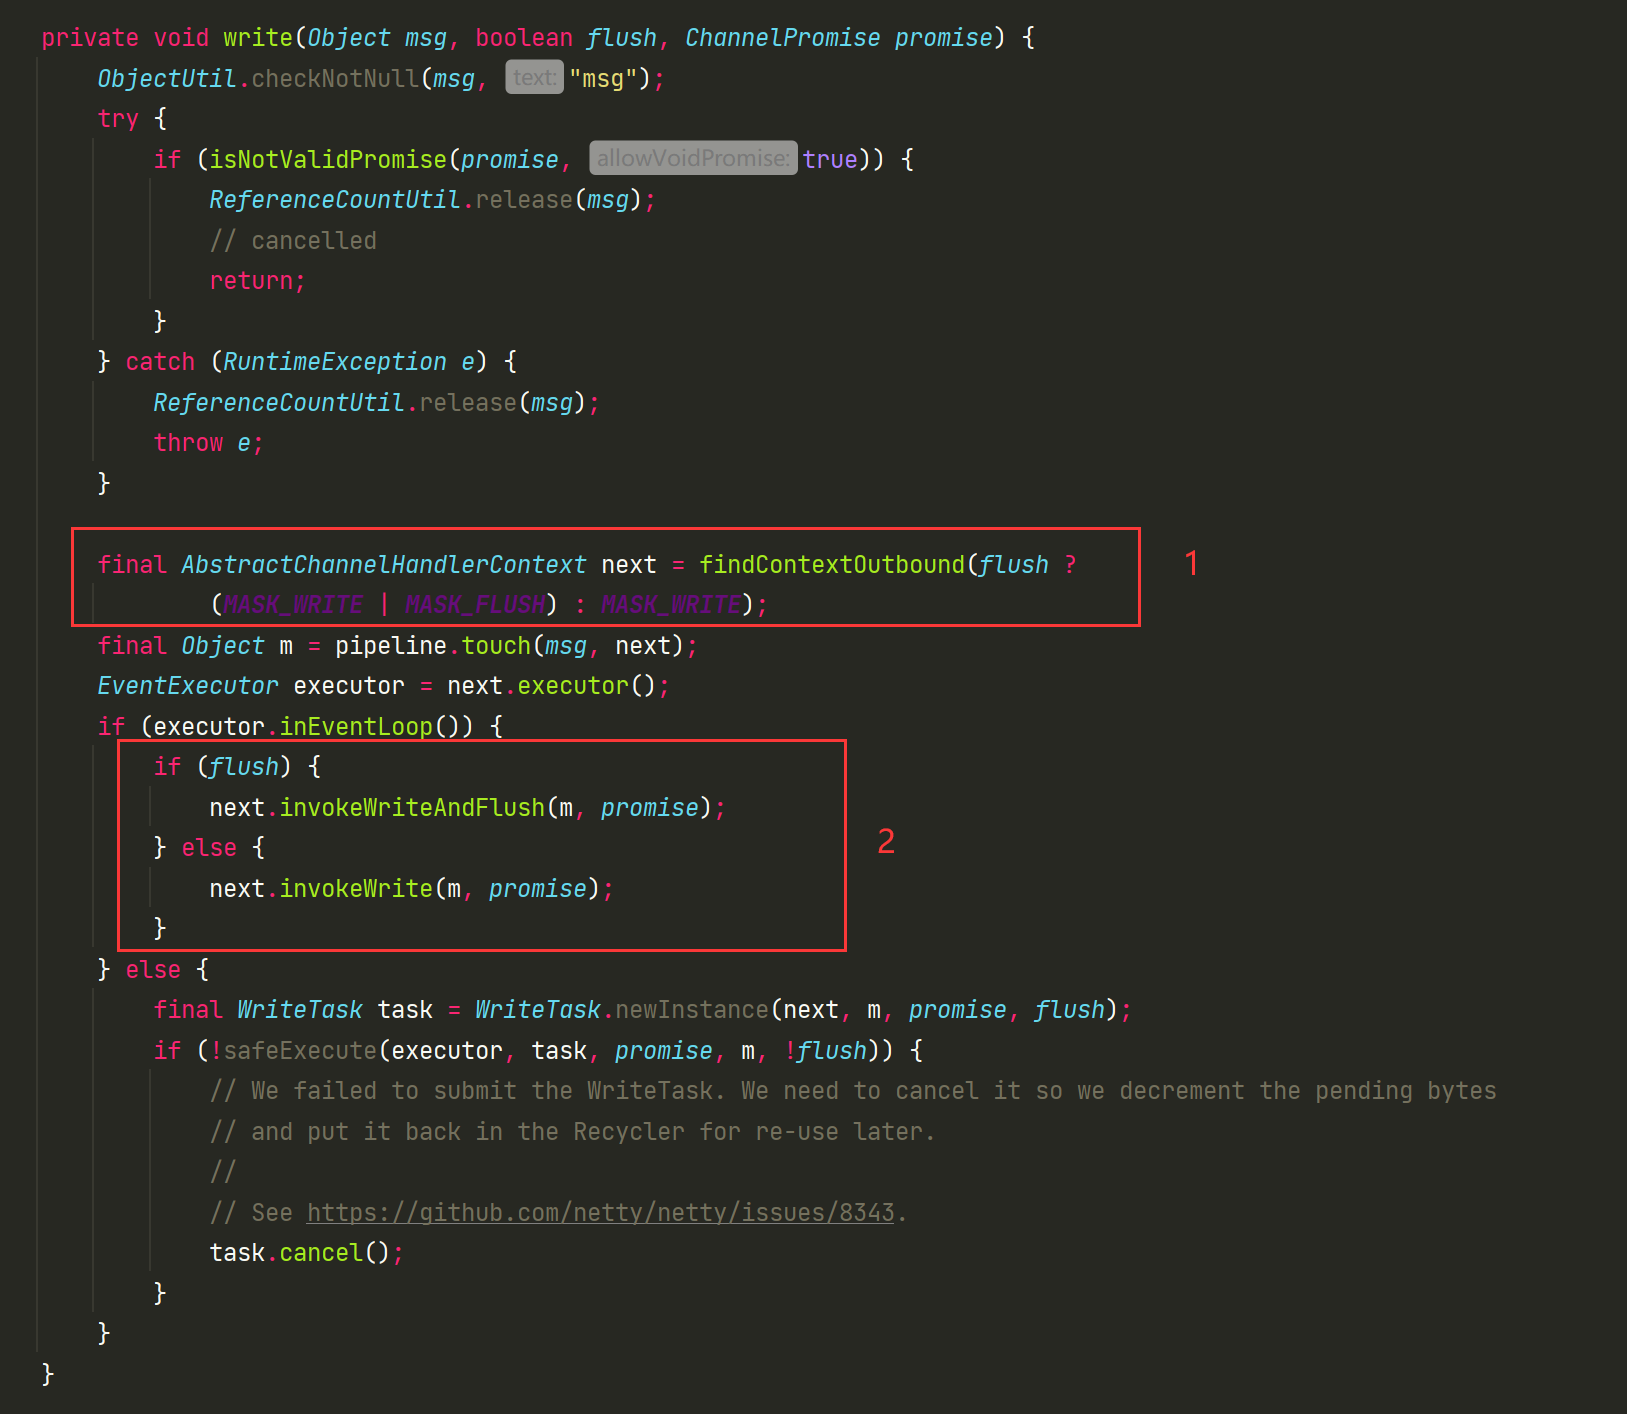 private void write(Object msg, boolean flush, ChannelPromise promise) {
ObjectUtil.checkNotNull(msg, text: "msg");
try {
if (isNotValidPromise(promise, allowVoidPromise: true)) {
ReferenceCountUtil.release(msg);
// cancelled
return;
}
} catch (RuntimeException e) {
ReferenceCountUtil.release(msg);
throw e;
}
final AbstractChannelHandlerContext next = findContextOutbound(flush ?
(MASK_WRITE | MASK_FLUSH) : MASK_WRITE);
1
final Object m = pipeline.touch(msg, next);
EventExecutor executor = next.executor();
if (executor.inEventLoop()) {
if (flush) {
next.invokeWriteAndFlush(m, promise);
} else {
2
next.invokeWrite(m, promise);
}
} else {
final WriteTask task = WriteTask.newInstance(next, m, promise, flush);
if (!safeExecute(executor, task, promise, m, !flush)) {
// We failed to submit the WriteTask. We need to cancel it so we decrement the pending bytes
// and put it back in the Recycler for re-use later.
//
// See https://github.com/netty/netty/issues/8343.
task.cancel();
}
}
}